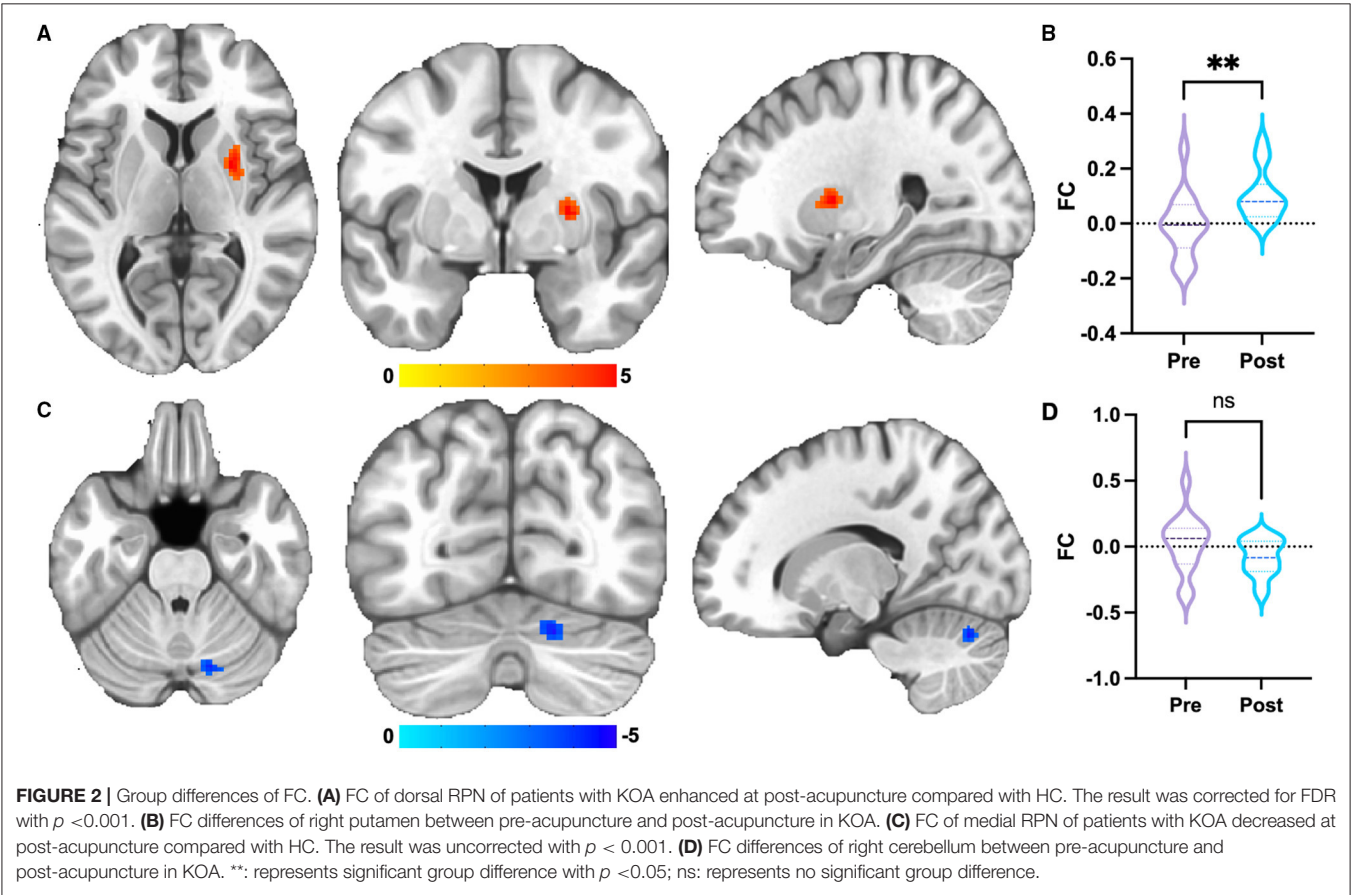 A
B
0.6
**
0.4
0.2
0.0
-0.2
-0.4
FC
Pre Post
0 5
C
D
1.0
ns
0.5
0.0
-0.5
-1.0
FC
Pre Post
0 -5
FIGURE 2 | Group differences of FC. (A) FC of dorsal RPN of patients with KOA enhanced at post-acupuncture compared with HC. The result was corrected for FDR
with p <0.001. (B) FC differences of right putamen between pre-acupuncture and post-acupuncture in KOA. (C) FC of medial RPN of patients with KOA decreased at
post-acupuncture compared with HC. The result was uncorrected with p < 0.001. (D) FC differences of right cerebellum between pre-acupuncture and
post-acupuncture in KOA. **: represents significant group difference with p <0.05; ns: represents no significant group difference.